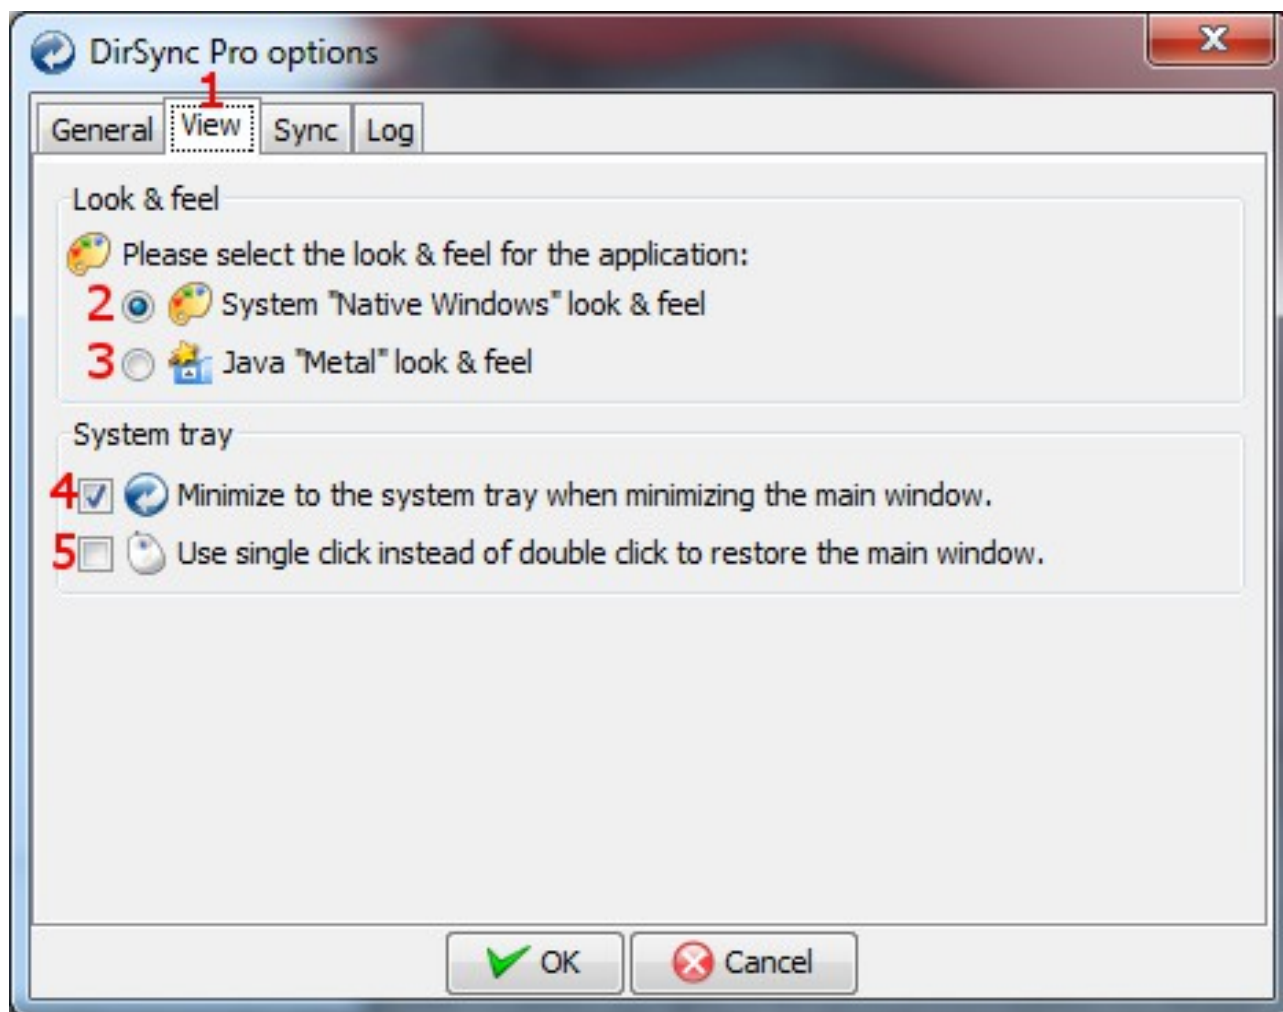 DirSync Pro options
x
1
General View Sync Log
Look & feel
Please select the look & feel for the application:
2 System "Native Windows" look & feel
3 Java "Metal" look & feel
System tray
4 Minimize to the system tray when minimizing the main window.
5 Use single click instead of double click to restore the main window.
OK Cancel